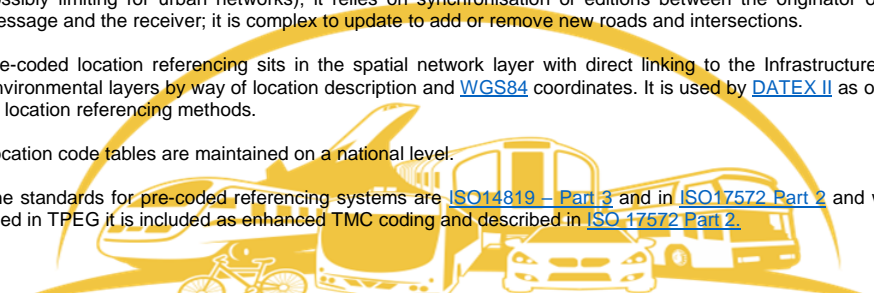 ossibly limiting for urban networks), it relies on synchronisation of editions between the originator o
essage and the receiver; it is complex to update to add or remove new roads and intersections.
e-coded location referencing sits in the spatial network layer with direct linking to the Infrastructure
nvironmental layers by way of location description and WGS84 coordinates. It is used by DATEX II as o
location referencing methods.
ocation code tables are maintained on a national level.
he standards for pre-coded referencing systems are ISO14819 – Part 3 and in ISO17572 Part 2 and
sed in TPEG it is included as enhanced TMC coding and described in ISO 17572 Part 2.